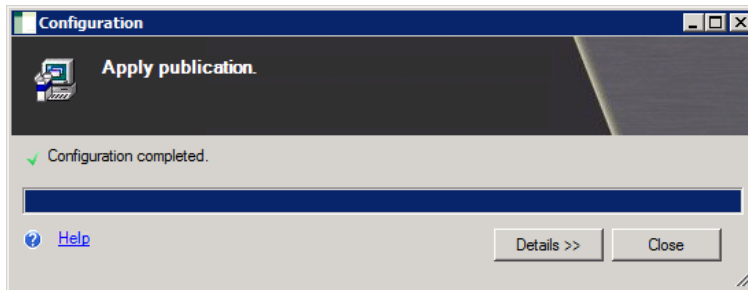 Configuration
Apply publication.
Configuration completed.
Help
Details >>
Close